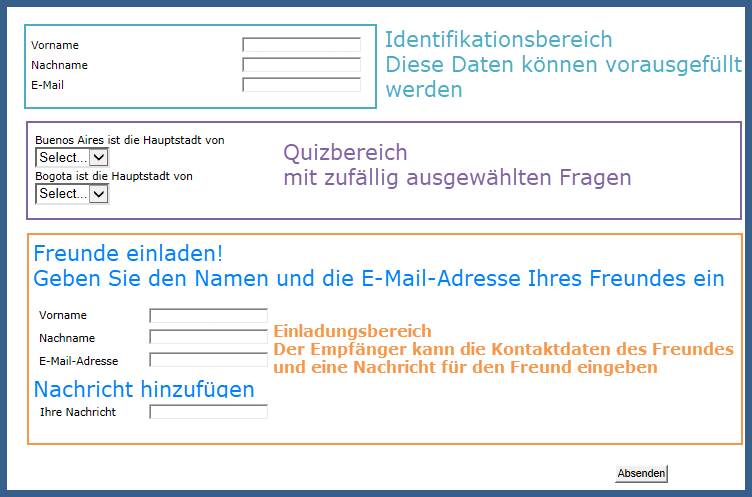 Vorname
Nachname
E-Mail
Identifikationsbereich
Diese Daten können vorausgefüllt
werden
Buenos Aires ist die Hauptstadt von
Select...
Bogota ist die Hauptstadt von
Select...
Quizbereich
mit zufällig ausgewählten Fragen
Freunde einladen!
Geben Sie den Namen und die E-Mail-Adresse Ihres Freundes ein
Vorname
Nachname
E-Mail-Adresse
Einladungsbereich
Der Empfänger kann die Kontaktdaten des Freundes
und eine Nachricht für den Freund eingeben
Nachricht hinzufügen
Ihre Nachricht
Absenden